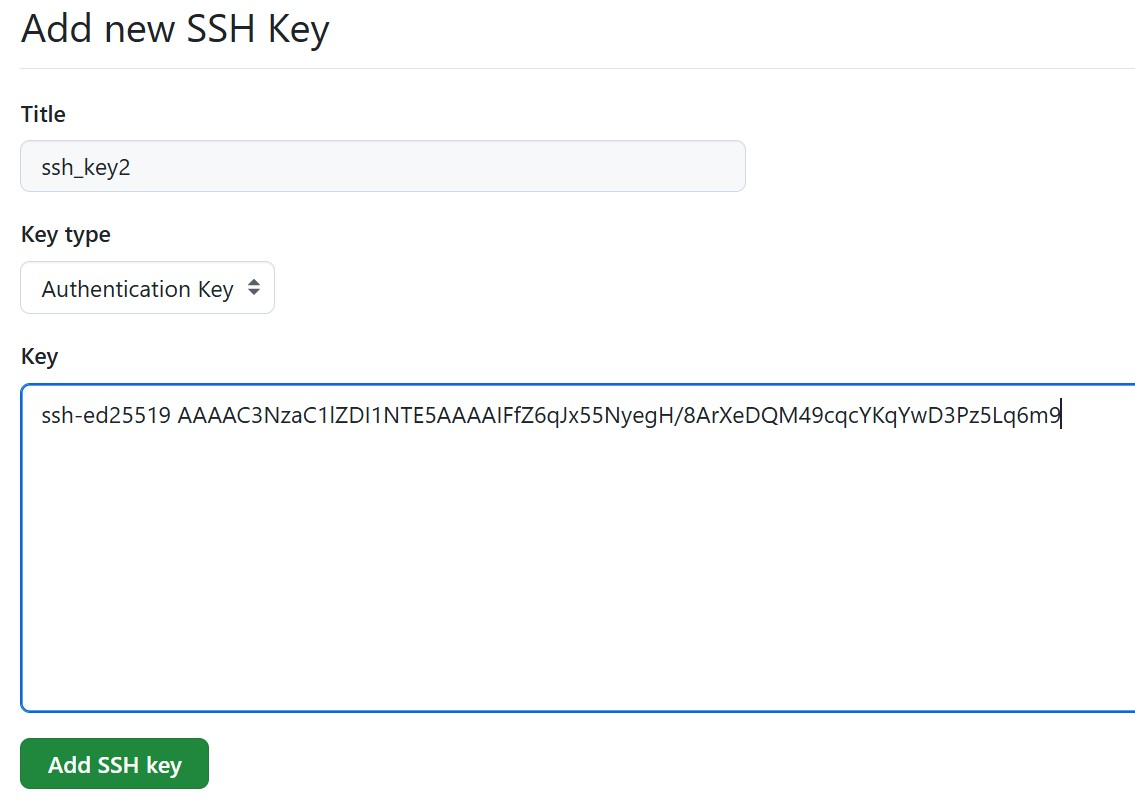 Add new SSH Key
Title
ssh_key2
Key type
Authentication Key
Key
ssh-ed25519 AAAAC3NzaC1lZDI1NTE5AAAAIFfZ6qJx55NyegH/8ArXeDQM49cqcYKqYwD3Pz5Lq6m9
Add SSH key